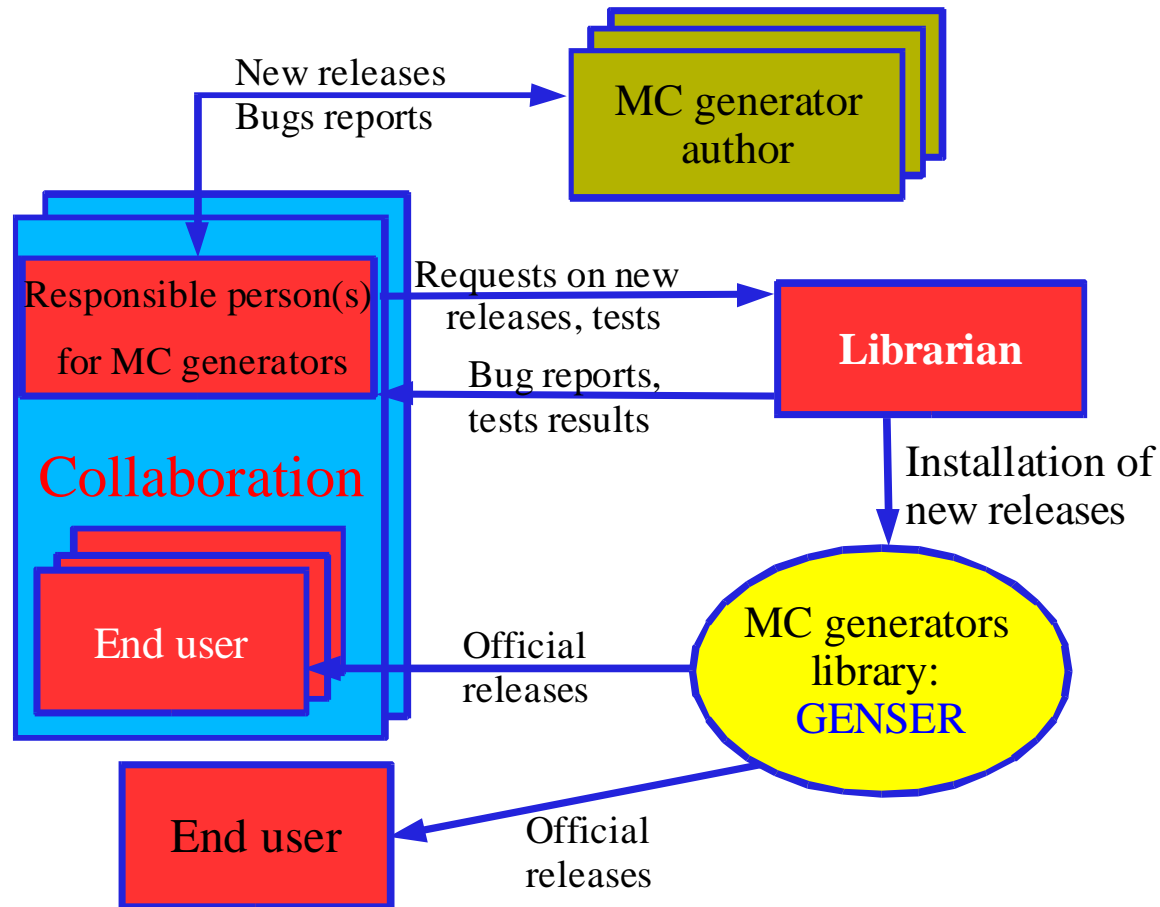 New releases
Bugs reports
MC generator
author
Responsible person(s)
for MC generators
Requests on new
releases, tests
Librarian
Bug reports,
tests results
Collaboration
Installation of
new releases
End user
Official
releases
MC generators
library:
GENSER
End user
Official
releases